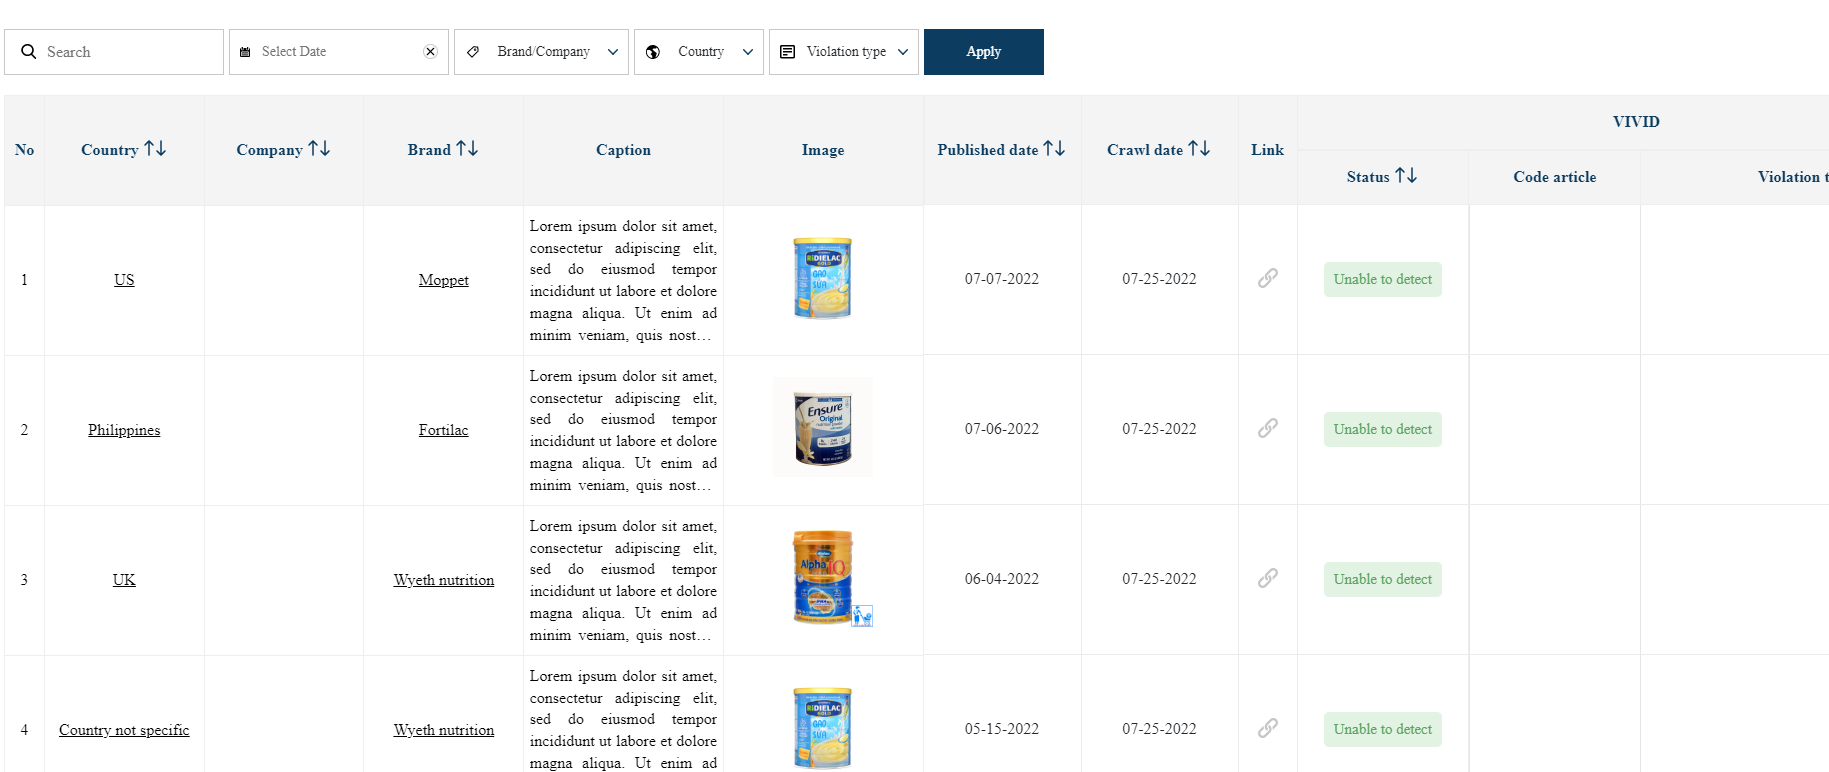 Search
Select Date
Brand/Company
Country
Violation type
Apply
No
Country
Company
Brand
Caption
Image
Published date
Crawl date
Link
VIVID
Status
Code article
Violation t
1
US
Moppet
Lorem ipsum dolor sit amet,
consectetur adipiscing elit,
sed do eiusmod tempor
incididunt ut labore et dolore
magna aliqua. Ut enim ad
minim veniam, quis nost…
RiDIELAC
GOLD
GẠO
SỮA
07-07-2022
07-25-2022
Unable to detect
2
Philippines
Fortilac
Lorem ipsum dolor sit amet,
consectetur adipiscing elit,
sed do eiusmod tempor
incididunt ut labore et dolore
magna aliqua. Ut enim ad
minim veniam, quis nost…
Ensure
Original
07-06-2022
07-25-2022
Unable to detect
3
UK
Wyeth nutrition
Lorem ipsum dolor sit amet,
consectetur adipiscing elit,
sed do eiusmod tempor
incididunt ut labore et dolore
magna aliqua. Ut enim ad
minim veniam, quis nost…
Alpha IQ
06-04-2022
07-25-2022
Unable to detect
4
Country not specific
Wyeth nutrition
Lorem ipsum dolor sit amet,
consectetur adipiscing elit,
sed do eiusmod tempor
incididunt ut labore et dolore
magna aliqua. Ut enim ad
RiDIELAC
GOLD
GẠO
SỮA
05-15-2022
07-25-2022
Unable to detect